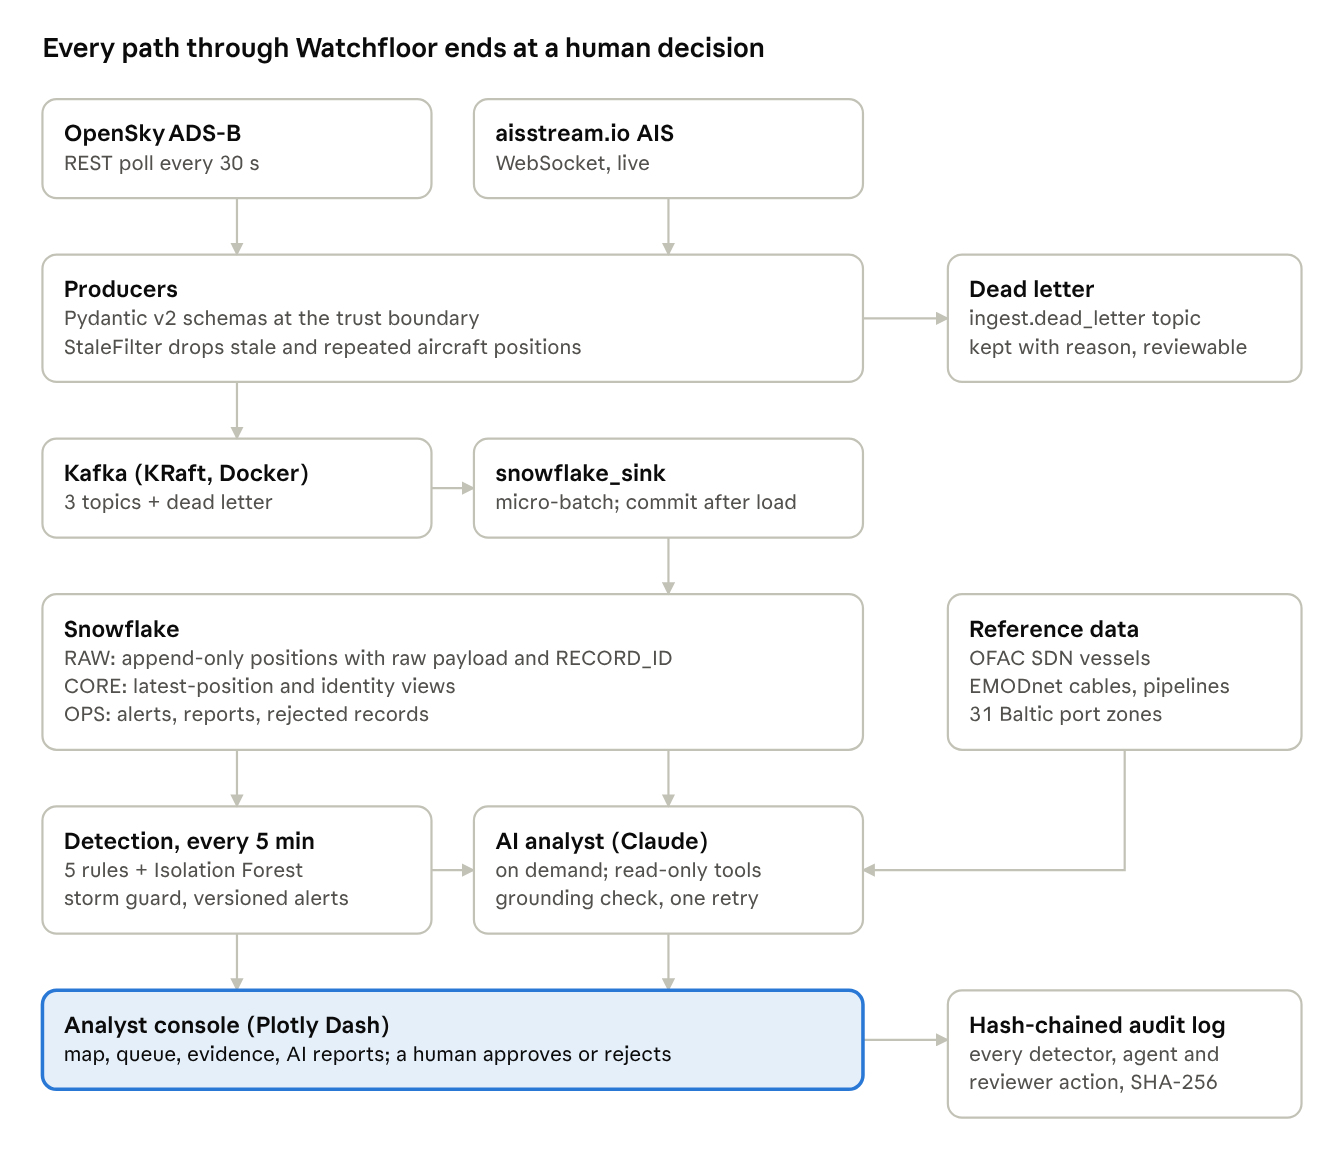 Every path through Watchfloor ends at a human decision
OpenSky ADS-B
REST poll every 30 s
aisstream.io AIS
WebSocket, live
Producers
Pydantic v2 schemas at the trust boundary
StaleFilter drops stale and repeated aircraft positions
Dead letter
ingest.dead_letter topic
kept with reason, reviewable
Kafka (KRaft, Docker)
3 topics + dead letter
snowflake_sink
micro-batch; commit after load
Snowflake
RAW: append-only positions with raw payload and RECORD_ID
CORE: latest-position and identity views
OPS: alerts, reports, rejected records
Reference data
OFAC SDN vessels
EMODnet cables, pipelines
31 Baltic port zones
Detection, every 5 min
5 rules + Isolation Forest
storm guard, versioned alerts
AI analyst (Claude)
on demand; read-only tools
grounding check, one retry
Analyst console (Plotly Dash)
map, queue, evidence, AI reports; a human approves or rejects
Hash-chained audit log
every detector, agent and
reviewer action, SHA-256